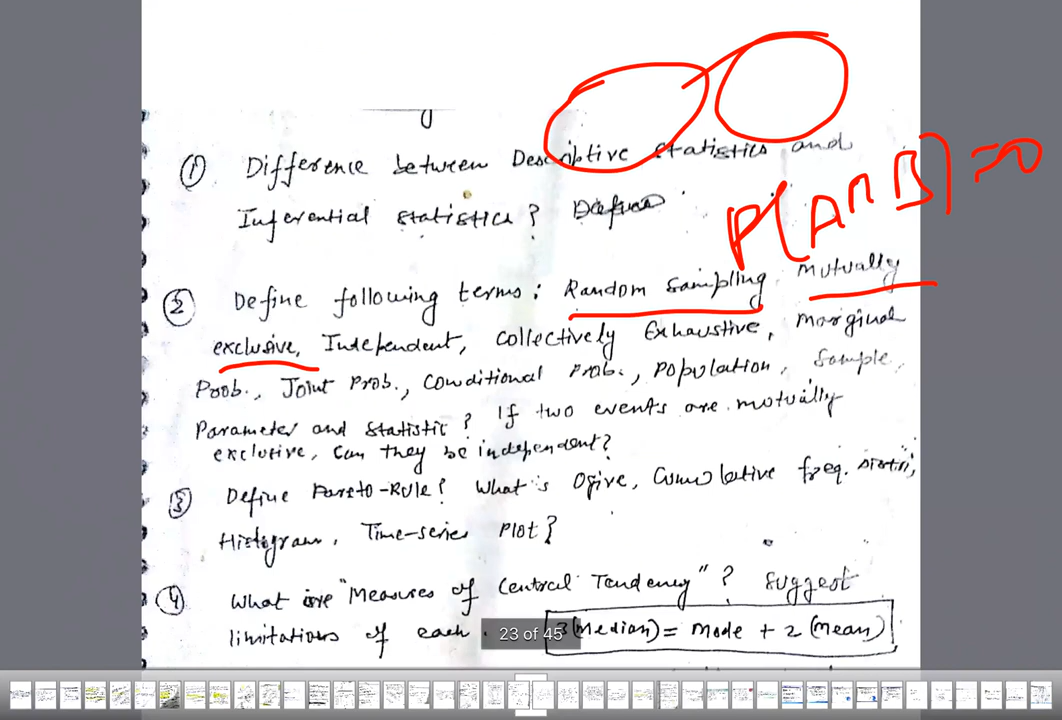 ① Difference between Descriptive statistics and
Inferential statistics?
P(A∩B)=0
② Define following terms: Random Sampling, Mutually
exclusive, Independent, Collectively Exhaustive, Marginal
Prob., Joint Prob., Conditional Prob., Population, Sample,
Parameter and Statistic? If two events are mutually
exclusive, Can they be independent?
③ Define Pareto-Rule? What is Ogive, Cumulative freq. distri,
Histogram, Time-series Plot?
④ What are "Measures of Central Tendency"? Suggest
limitations of each. 3(Median) = Mode + 2(Mean)
23 of 45